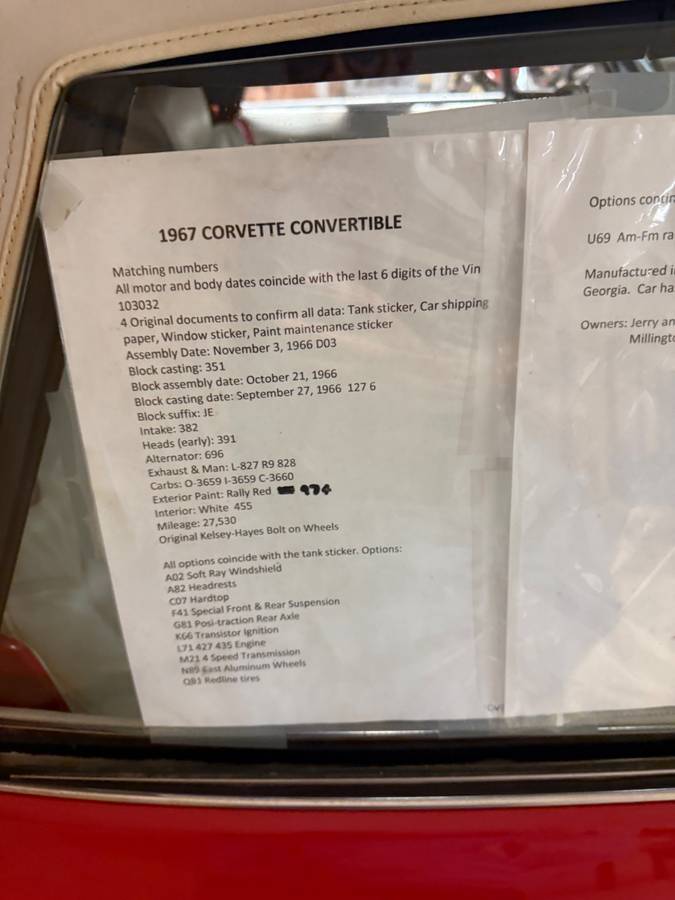 1967 CORVETTE CONVERTIBLE
Matching numbers
All motor and body dates coincide with the last 6 digits of the Vin
103032
4 Original documents to confirm all data: Tank sticker, Car shipping
paper, Window sticker, Paint maintenance sticker
Assembly Date: November 3, 1966 D03
Block casting: 351
Block assembly date: October 21, 1966
Block casting date: September 27, 1966 127 6
Block suffix: JE
Intake: 382
Heads (early): 391
Alternator: 696
Exhaust & Man: L-827 R9 828
Carbs: O-3659 I-3659 C-3660
Exterior Paint: Rally Red 974
Interior: White 455
Mileage: 27,530
Original Kelsey-Hayes Bolt on Wheels
All options coincide with the tank sticker. Options:
A02 Soft Ray Windshield
A82 Headrests
C07 Hardtop
F41 Special Front & Rear Suspension
G81 Posi-traction Rear Axle
K66 Transistor Ignition
L71 427 435 Engine
M21 4 Speed Transmission
N89 Cast Aluminum Wheels
QB1 Redline tires
Options
U69 Am-Fm ra
Manufactured i
Georgia. Car ha
Owners: Jerry an
Millingt